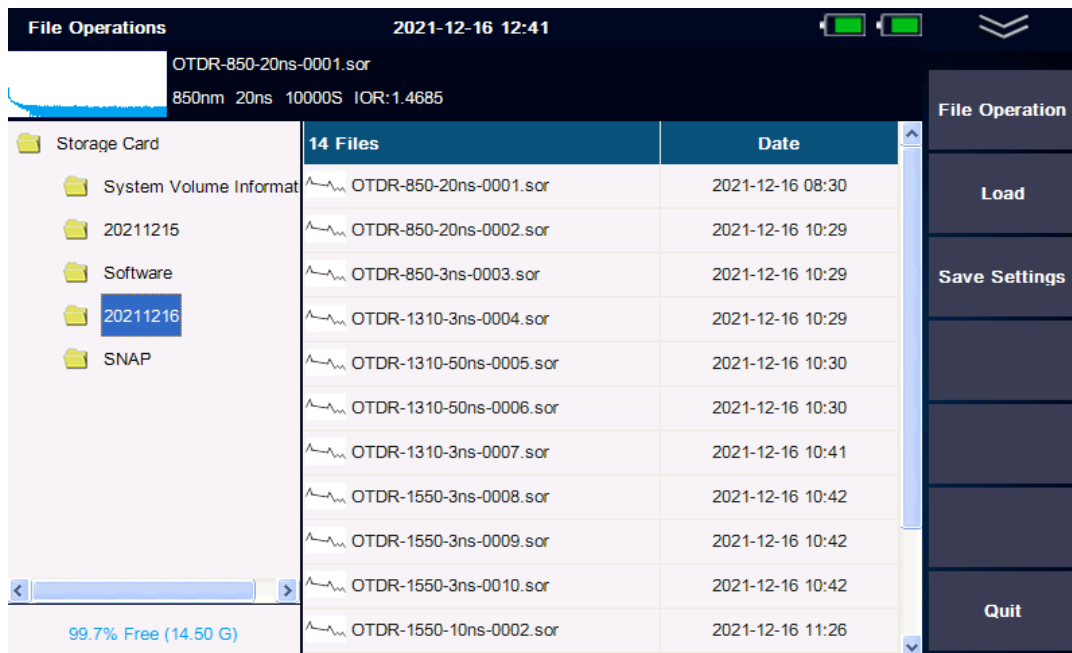 File Operations 2021-12-16 12:41
OTDR-850-20ns-0001.sor
850nm 20ns 10000S IOR:1.4685
Storage Card
System Volume Informat
20211215
Software
20211216
SNAP
99.7% Free (14.50 G)
14 Files Date
OTDR-850-20ns-0001.sor 2021-12-16 08:30
OTDR-850-20ns-0002.sor 2021-12-16 10:29
OTDR-850-3ns-0003.sor 2021-12-16 10:29
OTDR-1310-3ns-0004.sor 2021-12-16 10:29
OTDR-1310-50ns-0005.sor 2021-12-16 10:30
OTDR-1310-50ns-0006.sor 2021-12-16 10:30
OTDR-1310-3ns-0007.sor 2021-12-16 10:41
OTDR-1550-3ns-0008.sor 2021-12-16 10:42
OTDR-1550-3ns-0009.sor 2021-12-16 10:42
OTDR-1550-3ns-0010.sor 2021-12-16 10:42
OTDR-1550-10ns-0002.sor 2021-12-16 11:26
File Operation
Load
Save Settings
Quit